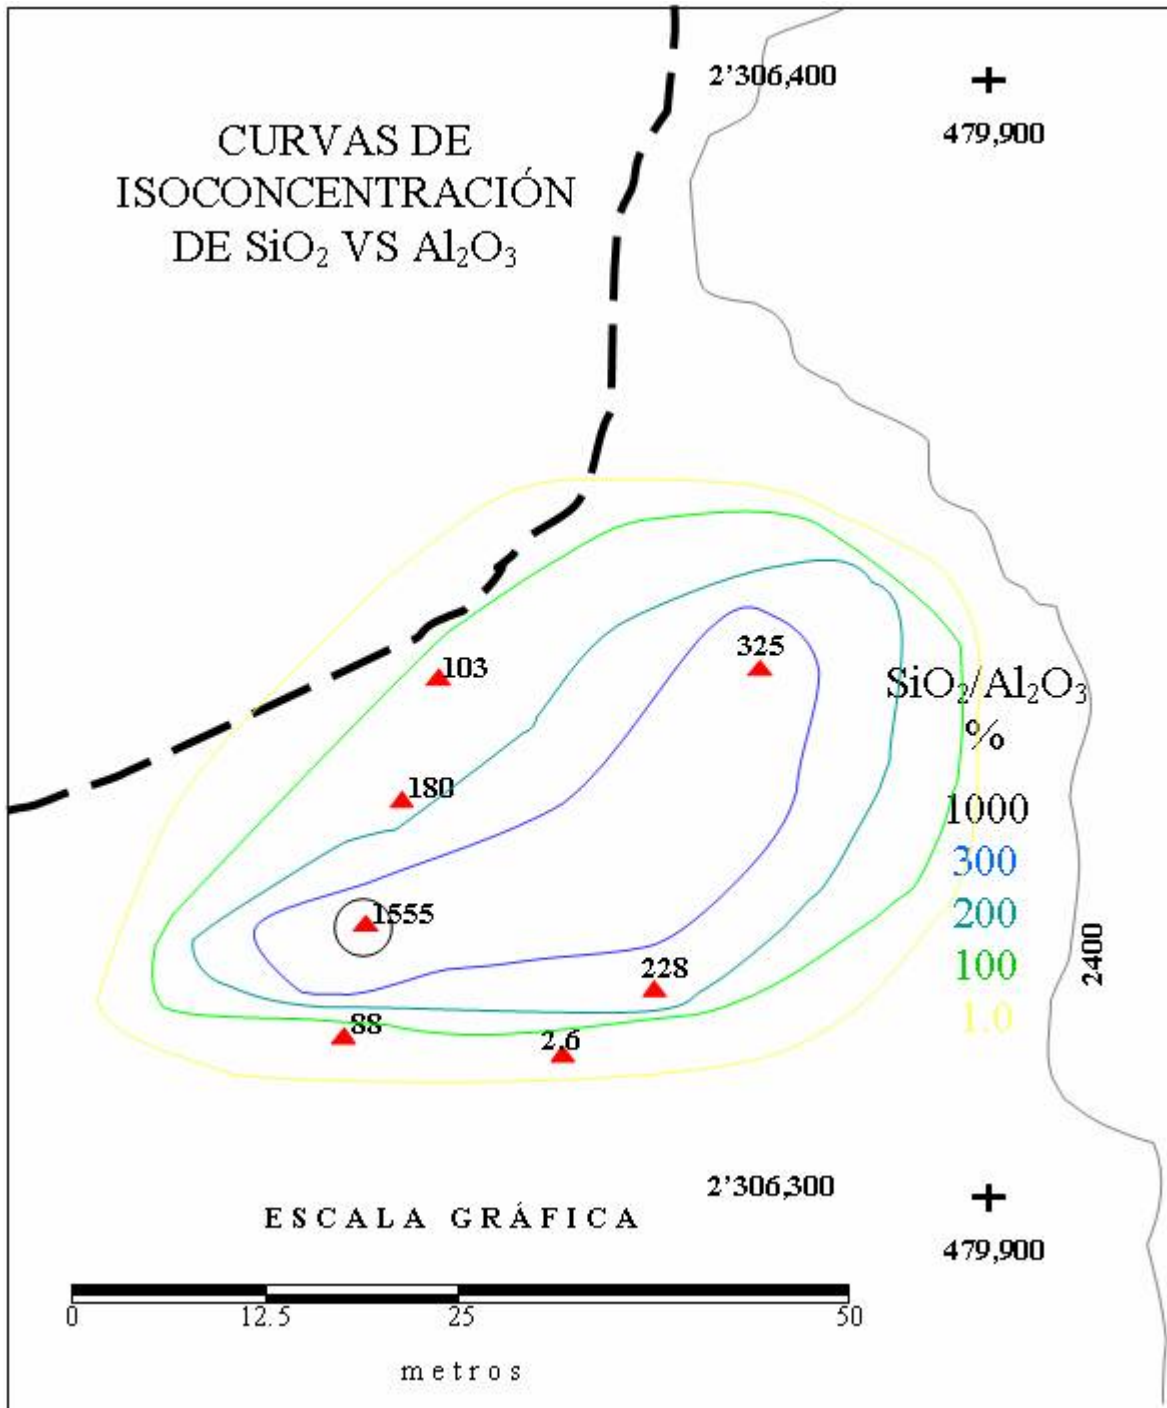 2’306,400
479,900
CURVAS DE
ISOCONCENTRACIÓN
DE SiO₂ VS Al₂O₃
103
325
SiO₂/Al₂O₃
%
180
1000
300
1555
200
228
100
2400
88
2.6
1.0
2’306,300
479,900
ESCALA GRÁFICA
0 12.5 25 50
metros